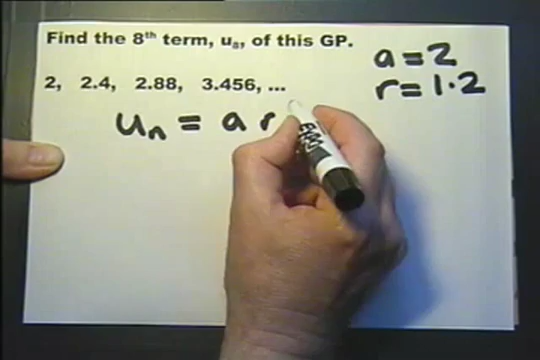 Find the 8th term, u8, of this GP.
a = 2
2, 2.4, 2.88, 3.456, ...
r = 1.2
un = a r